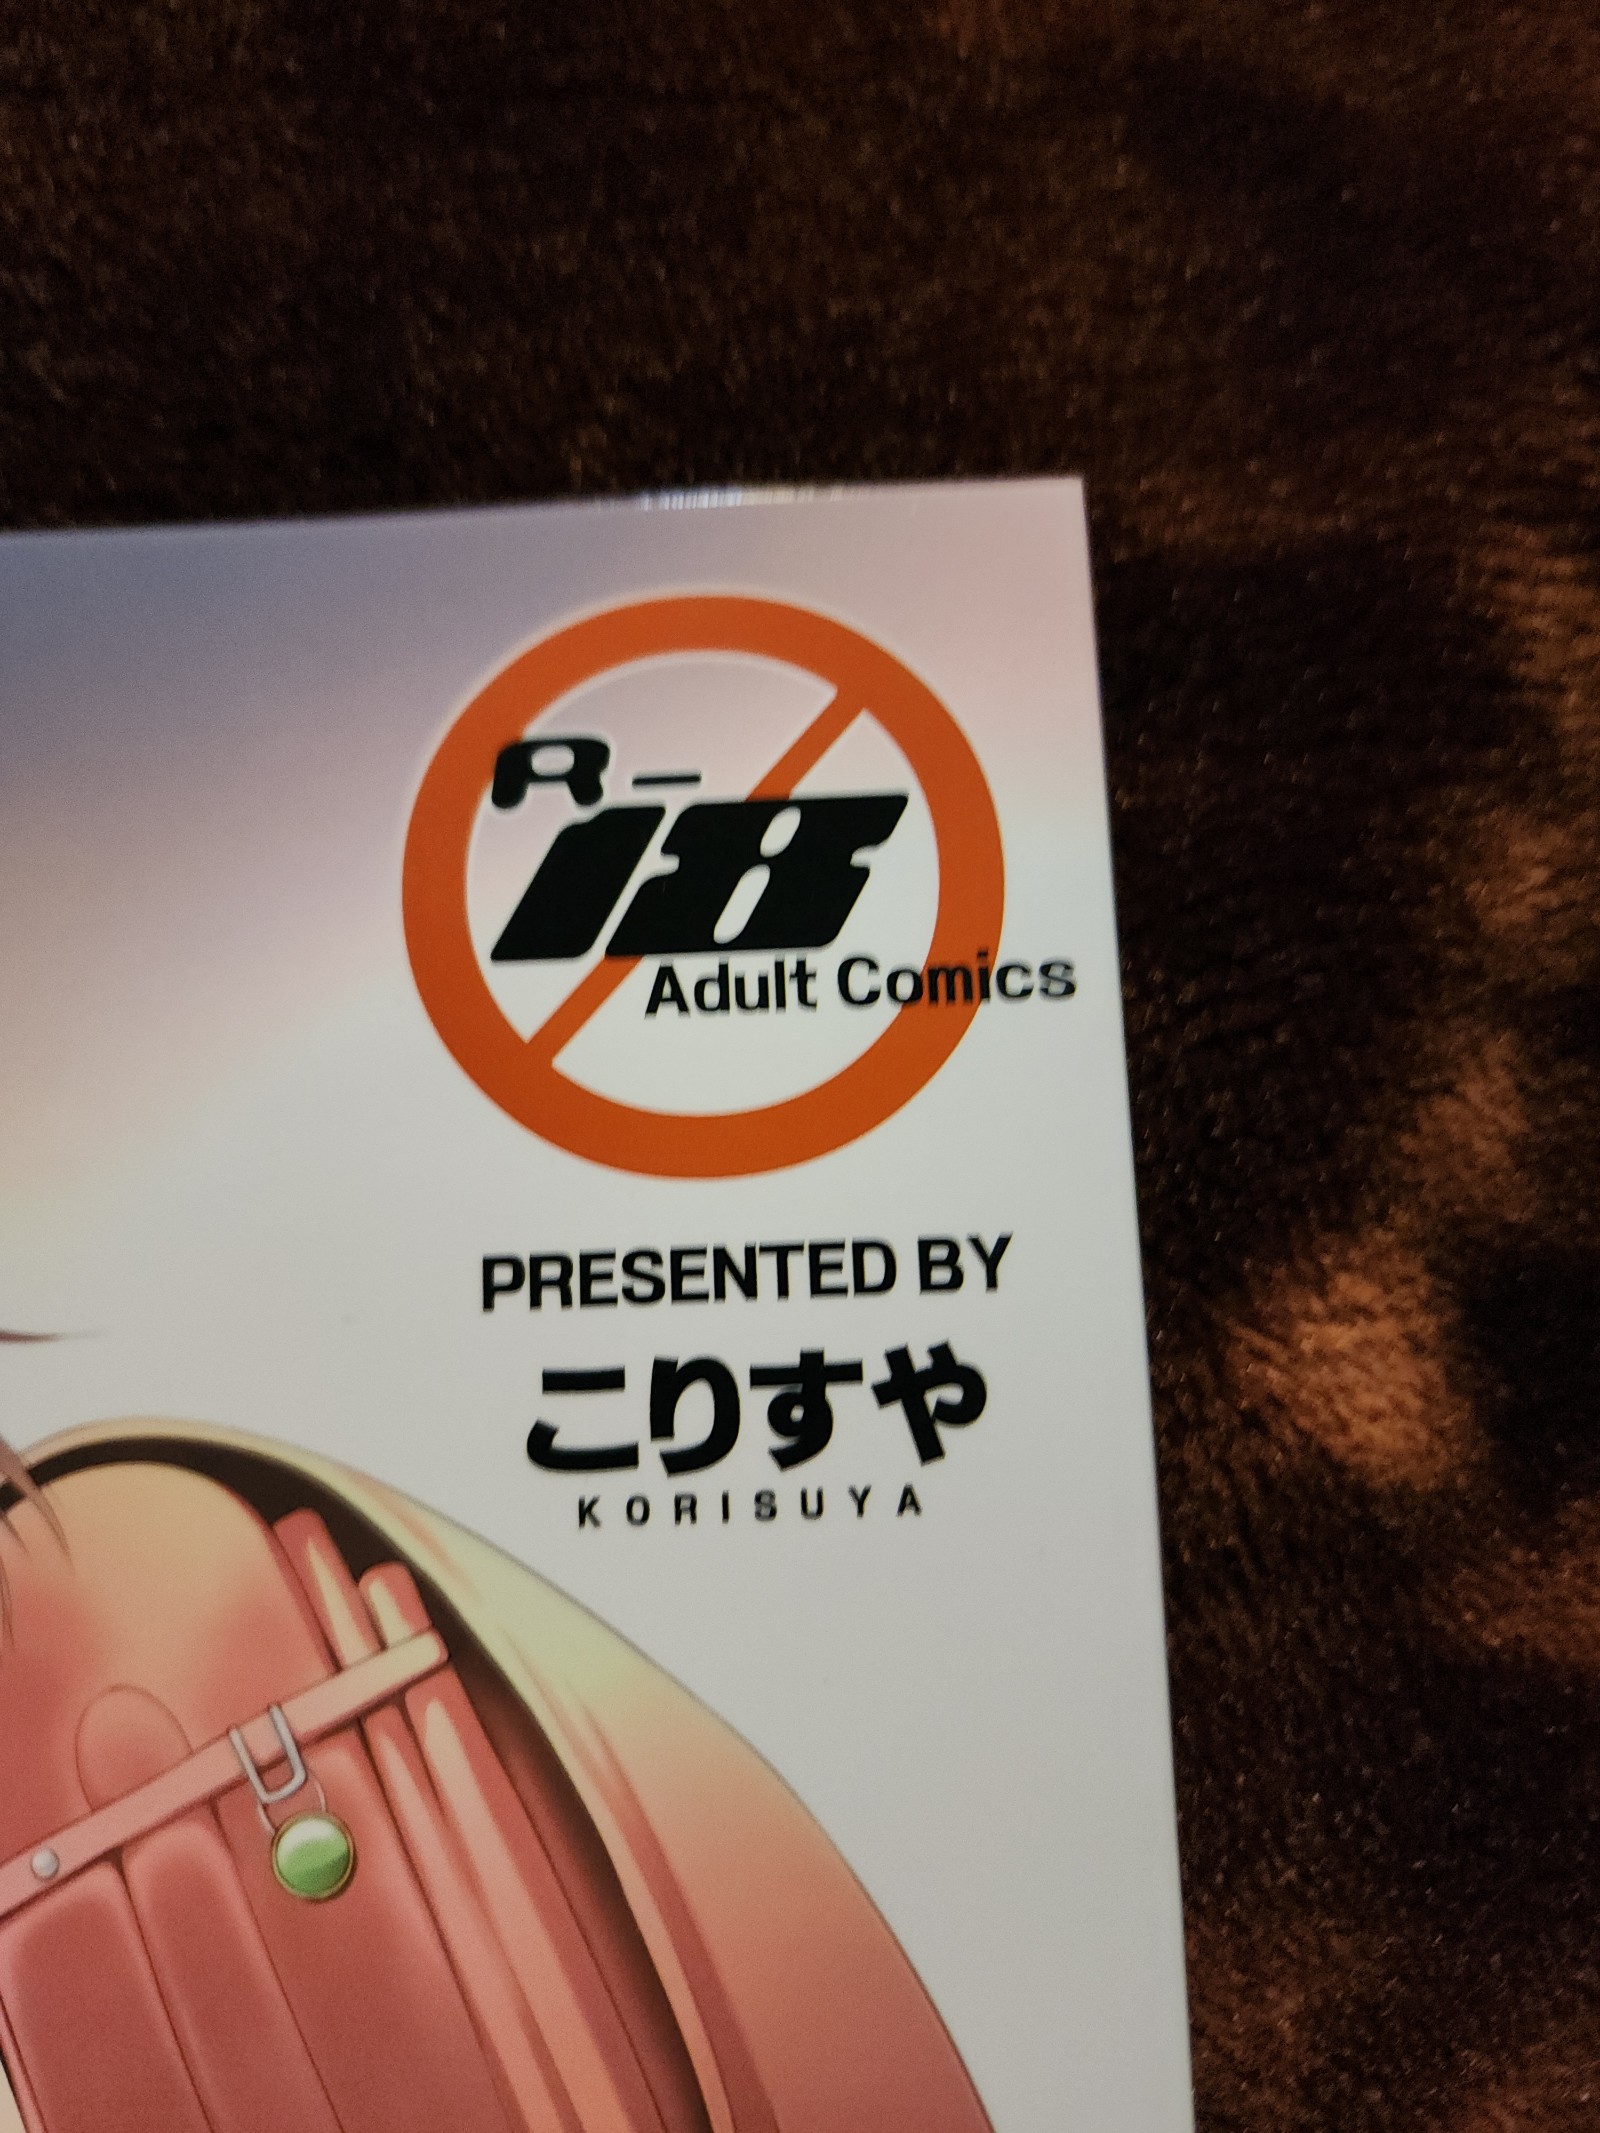 R-
18
Adult Comics
PRESENTED BY
こりすや
KORISUYA